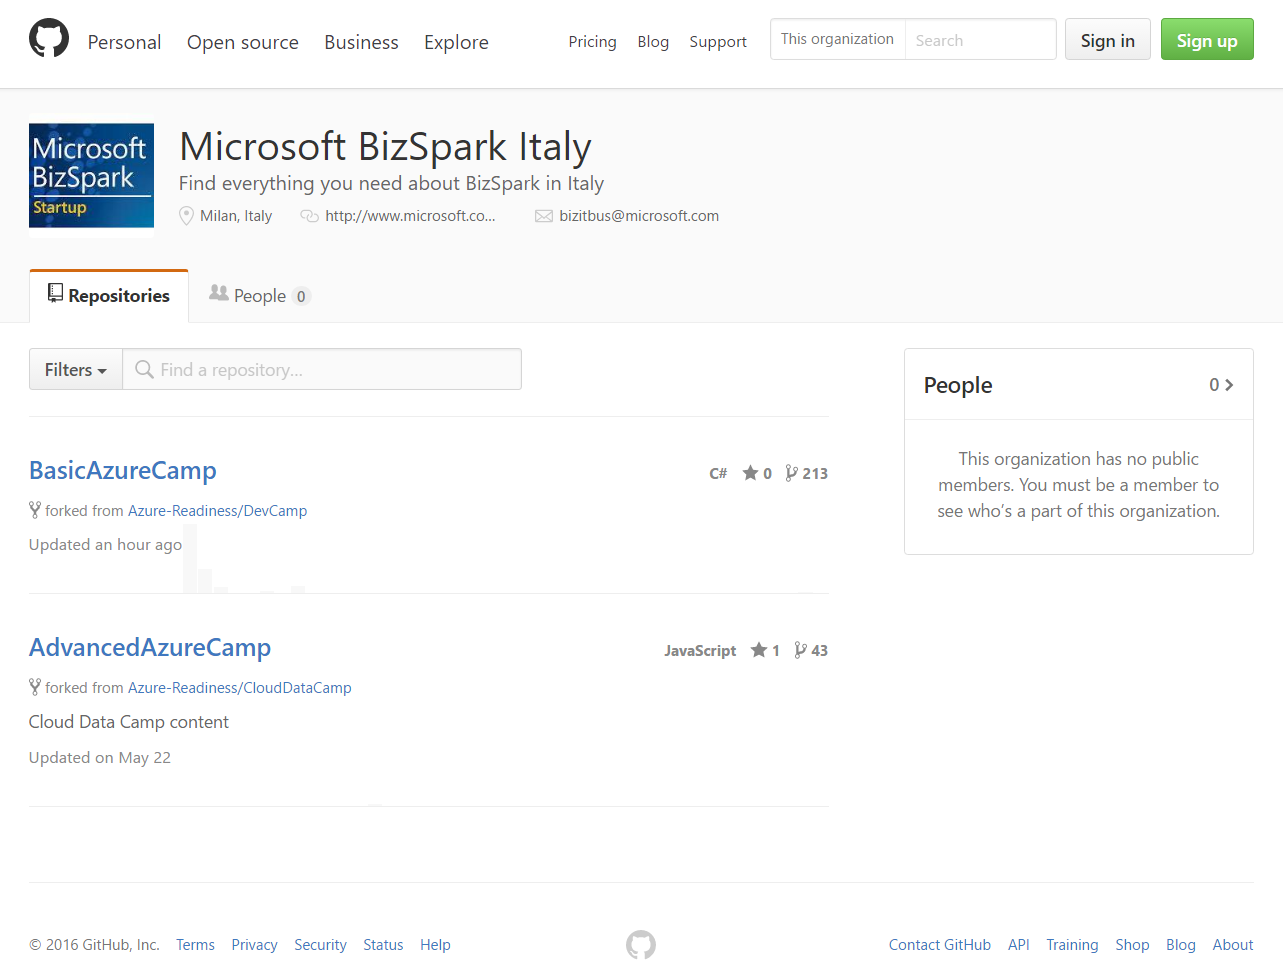 Personal Open source Business Explore Pricing Blog Support This organization Search Sign in Sign up
Microsoft
BizSpark
Startup
Microsoft BizSpark Italy
Find everything you need about BizSpark in Italy
Milan, Italy http://www.microsoft.co... bizitbus@microsoft.com
Repositories People 0
Filters Find a repository...
BasicAzureCamp C# 0 213
forked from Azure-Readiness/DevCamp
Updated an hour ago
AdvancedAzureCamp JavaScript 1 43
forked from Azure-Readiness/CloudDataCamp
Cloud Data Camp content
Updated on May 22
People 0
This organization has no public
members. You must be a member to
see who's a part of this organization.
© 2016 GitHub, Inc. Terms Privacy Security Status Help Contact GitHub API Training Shop Blog About